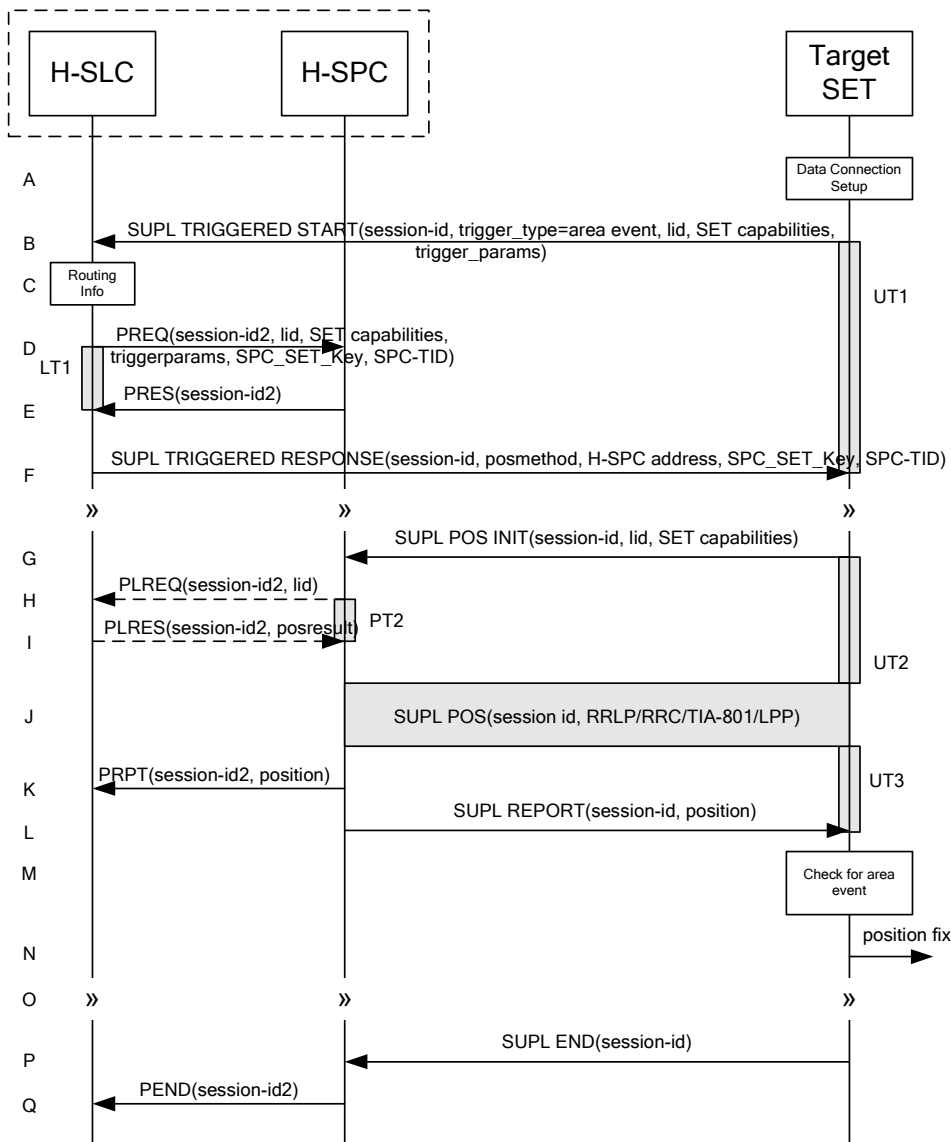 H-SLC
H-SPC
Target
SET
A
Data Connection
Setup
B
SUPL TRIGGERED START(session-id, trigger_type=area event, lid, SET capabilities,
trigger_params)
C
Routing
Info
UT1
D
PREQ(session-id2, lid, SET capabilities,
triggerparams, SPC_SET_Key, SPC-TID)
LT1
E
PRES(session-id2)
F
SUPL TRIGGERED RESPONSE(session-id, posmethod, H-SPC address, SPC_SET_Key, SPC-TID)
» » »
G
SUPL POS INIT(session-id, lid, SET capabilities)
H
PLREQ(session-id2, lid)
PT2
I
PLRES(session-id2, posresult)
UT2
J
SUPL POS(session id, RRLP/RRC/TIA-801/LPP)
K
PRPT(session-id2, position)
UT3
L
SUPL REPORT(session-id, position)
M
Check for area
event
N
position fix
O
» » »
P
SUPL END(session-id)
Q
PEND(session-id2)